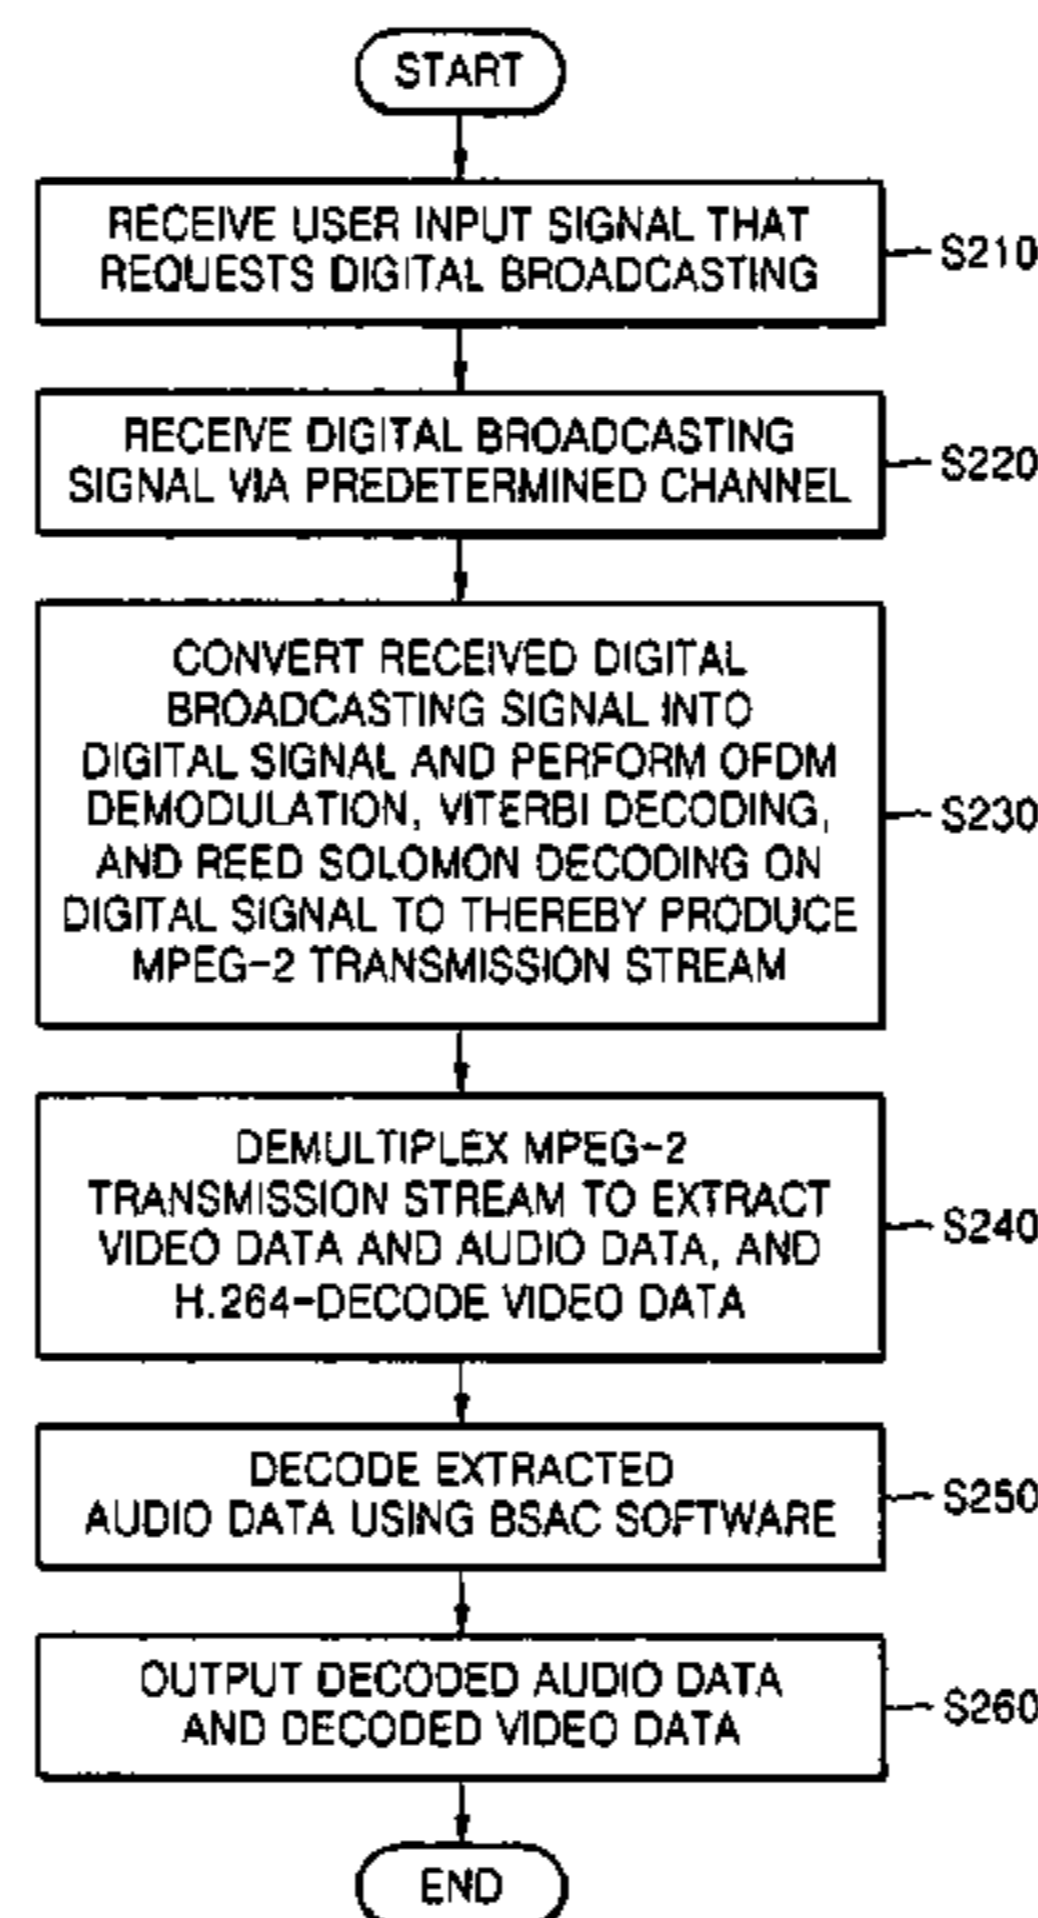 START
RECEIVE USER INPUT SIGNAL THAT
REQUESTS DIGITAL BROADCASTING
S210
RECEIVE DIGITAL BROADCASTING
SIGNAL VIA PREDETERMINED CHANNEL
S220
CONVERT RECEIVED DIGITAL
BROADCASTING SIGNAL INTO
DIGITAL SIGNAL AND PERFORM OFDM
DEMODULATION, VITERBI DECODING,
AND REED SOLOMON DECODING ON
DIGITAL SIGNAL TO THEREBY PRODUCE
MPEG-2 TRANSMISSION STREAM
S230
DEMULTIPLEX MPEG-2
TRANSMISSION STREAM TO EXTRACT
VIDEO DATA AND AUDIO DATA, AND
H.264-DECODE VIDEO DATA
S240
DECODE EXTRACTED
AUDIO DATA USING BSAC SOFTWARE
S250
OUTPUT DECODED AUDIO DATA
AND DECODED VIDEO DATA
S260
END